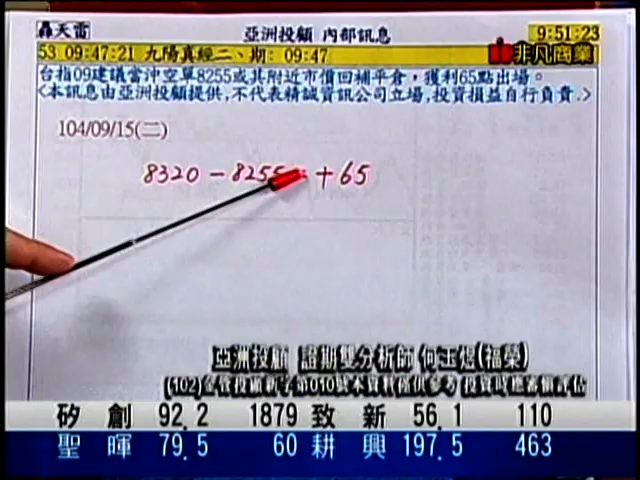 天雷 亞洲投顧 內部訊息 9:51:23
53 09:47:21 九陽真經二、期: 09:47 非凡商業
台指09建議當沖空單8255或其附近市價回補平倉，獲利65點出場。
<本訊息由亞洲投顧提供,不代表精誠資訊公司立場,投資損益自行負責.>
104/09/15(二)
8320 - 8255 = +65
亞洲投顧 證期雙分析師 何玉煜(福榮)
(102)金管投顧新字第010號本資料僅供參考 投資時應審慎評估
矽創 92.2 1879 致新 56.1 110
聖暉 79.5 60 耕興 197.5 463